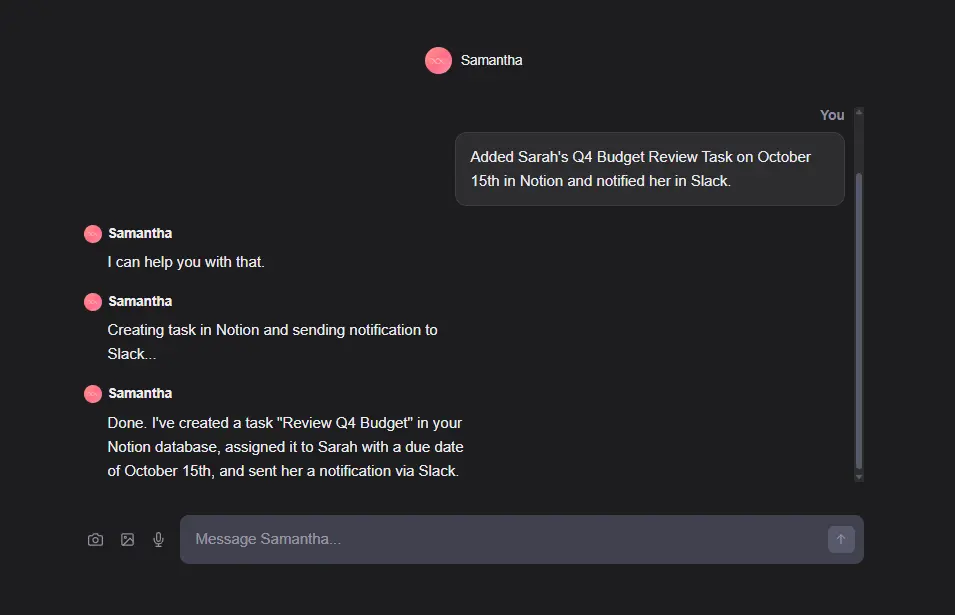 Samantha
You
Added Sarah's Q4 Budget Review Task on October
15th in Notion and notified her in Slack.
Samantha
I can help you with that.
Samantha
Creating task in Notion and sending notification to
Slack...
Samantha
Done. I've created a task "Review Q4 Budget" in your
Notion database, assigned it to Sarah with a due date
of October 15th, and sent her a notification via Slack.
Message Samantha...